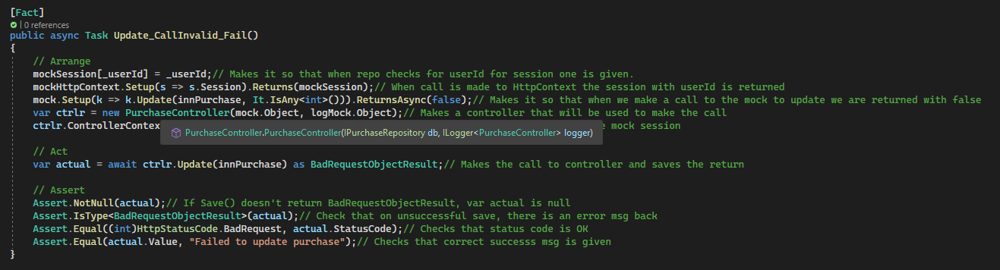 [Fact]
| 0 references
public async Task Update_CallInvalid_Fail()
{
// Arrange
mockSession[_userId] = _userId;// Makes it so that when repo checks for userId for session one is given.
mockHttpContext.Setup(s => s.Session).Returns(mockSession);// When call is made to HttpContext the session with userId is returned
mock.Setup(k => k.Update(innPurchase, It.IsAny<int>())).ReturnsAsync(false);// Makes it so that when we make a call to the mock to update we are returned with false
var ctrlr = new PurchaseController(mock.Object, logMock.Object);// Makes a controller that will be used to make the call
ctrlr.ControllerContex mock session
PurchaseController.PurchaseController(IPurchaseRepository db, ILogger<PurchaseController> logger)
// Act
var actual = await ctrlr.Update(innPurchase) as BadRequestObjectResult;// Makes the call to controller and saves the return
// Assert
Assert.NotNull(actual);// If Save() doesn't return BadRequestObjectResult, var actual is null
Assert.IsType<BadRequestObjectResult>(actual);// Check that on unsuccessful save, there is an error msg back
Assert.Equal((int)HttpStatusCode.BadRequest, actual.StatusCode);// Checks that status code is OK
Assert.Equal(actual.Value, "Failed to update purchase");// Checks that correct successs msg is given
}